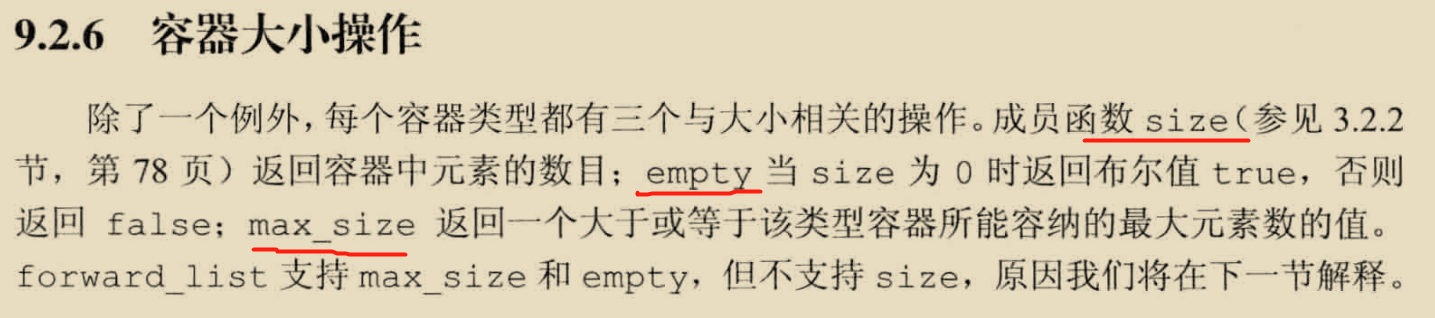 9.2.6 容器大小操作
除了一个例外，每个容器类型都有三个与大小相关的操作。成员函数 size（参见 3.2.2
节，第 78 页）返回容器中元素的数目；empty 当 size 为 0 时返回布尔值 true，否则
返回 false；max_size 返回一个大于或等于该类型容器所能容纳的最大元素数的值。
forward_list 支持 max_size 和 empty，但不支持 size，原因我们将在下一节解释。